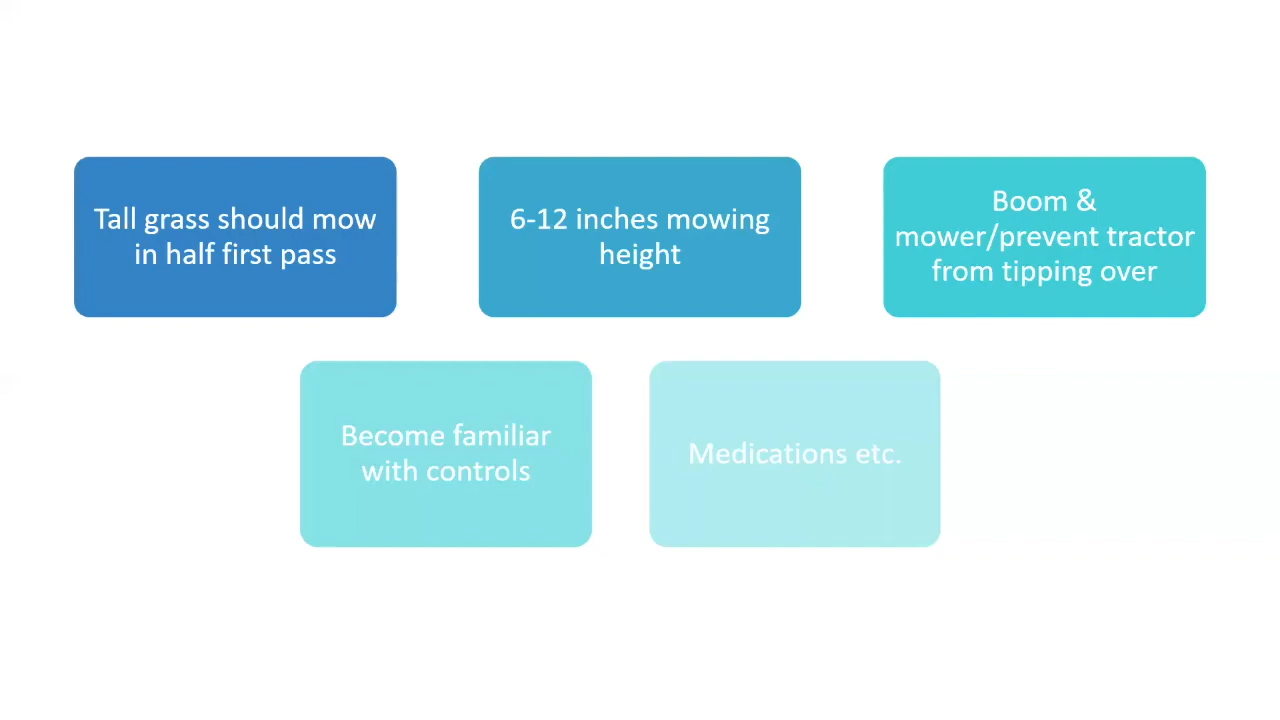 Tall grass should mow
in half first pass
6-12 inches mowing
height
Boom &
mower/prevent tractor
from tipping over
Become familiar
with controls
Medications etc.